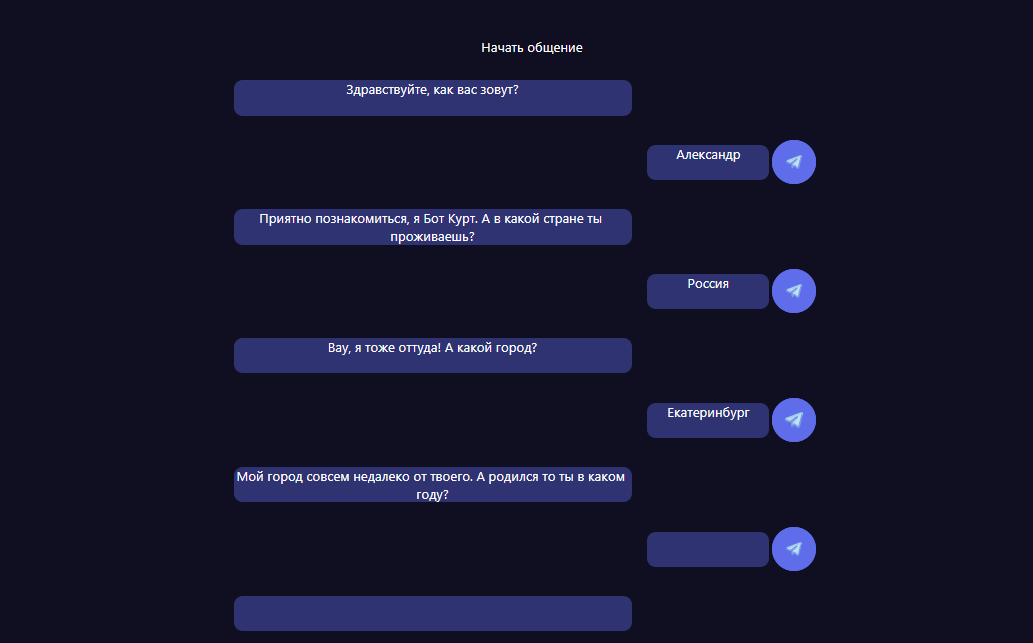 Начать общение
Здравствуйте, как вас зовут?
Александр
Приятно познакомиться, я Бот Курт. А в какой стране ты
проживаешь?
Россия
Вау, я тоже оттуда! А какой город?
Екатеринбург
Мой город совсем недалеко от твоего. А родился то ты в каком
году?